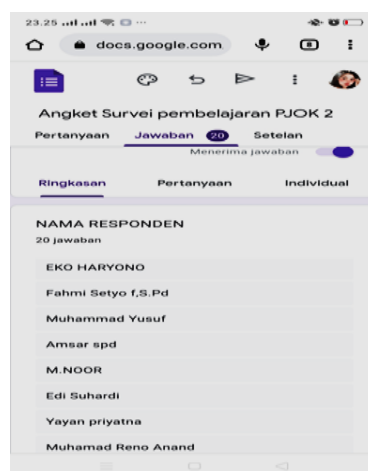 23.25
docs.google.com
8
Angket Survei pembelajaran PJOK 2
Pertanyaan Jawaban 20 Setelan
Menerima jawaban
Ringkasan Pertanyaan Individual
NAMA RESPONDEN
20 jawaban
EKO HARYONO
Fahmi Setyo f,S.Pd
Muhammad Yusuf
Amsar spd
M.NOOR
Edi Suhardi
Yayan priyatna
Muhamad Reno Anand